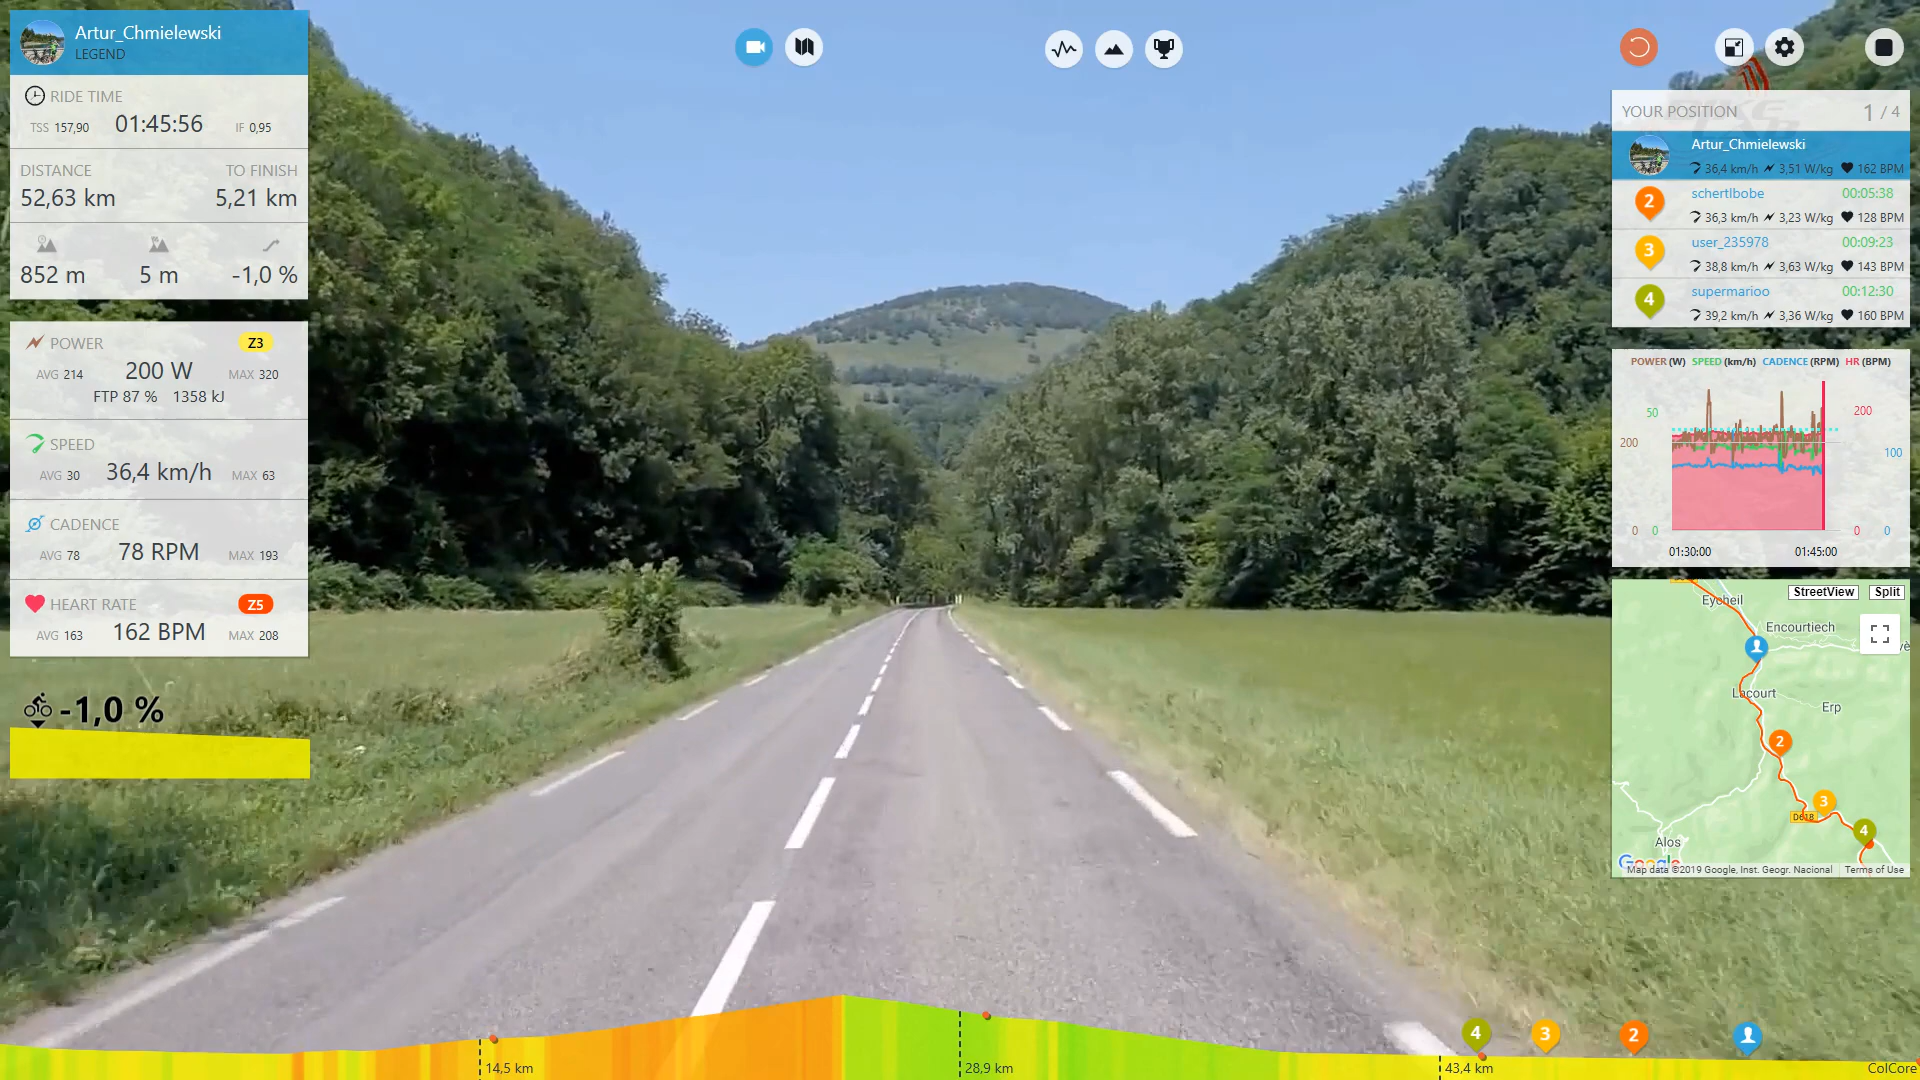 Artur_Chmielewski
LEGEND
RIDE TIME
TSS 157,90 01:45:56 IF 0,95
DISTANCE TO FINISH
52,63 km 5,21 km
852 m 5 m -1,0 %
POWER Z3
AVG 214 200 W MAX 320
FTP 87 % 1358 kJ
SPEED
AVG 30 36,4 km/h MAX 63
CADENCE
AVG 78 78 RPM MAX 193
HEART RATE Z5
AVG 163 162 BPM MAX 208
-1,0 %
YOUR POSITION 1 / 4
Artur_Chmielewski
36,4 km/h 3,51 W/kg 162 BPM
2 schertlbobe 00:05:38
36,3 km/h 3,23 W/kg 128 BPM
3 user_235978 00:09:23
38,8 km/h 3,63 W/kg 143 BPM
4 supermarioo 00:12:30
39,2 km/h 3,36 W/kg 160 BPM
POWER (W) SPEED (km/h) CADENCE (RPM) HR (BPM)
50 200
200 100
0 0 0 0
01:30:00 01:45:00
StreetView Split
Eycheil
Encourtiech
Lacourt
Erp
2
3
D618
4
Alos
Google
Map data ©2019 Google, Inst. Geogr. Nacional Terms of Use
4 3 2
14,5 km 28,9 km 43,4 km ColCore